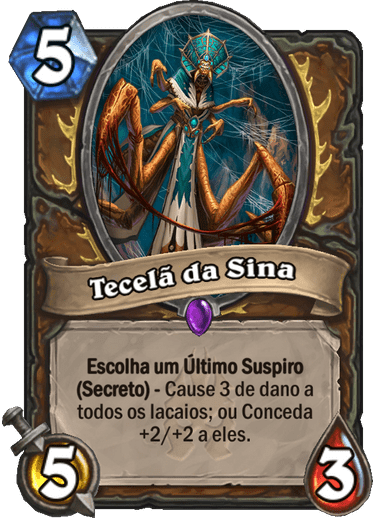 5
Tecelã da Sina
Escolha um Último Suspiro
(Secreto) - Cause 3 de dano a
todos os lacaios; ou Conceda
+2/+2 a eles.
5
3